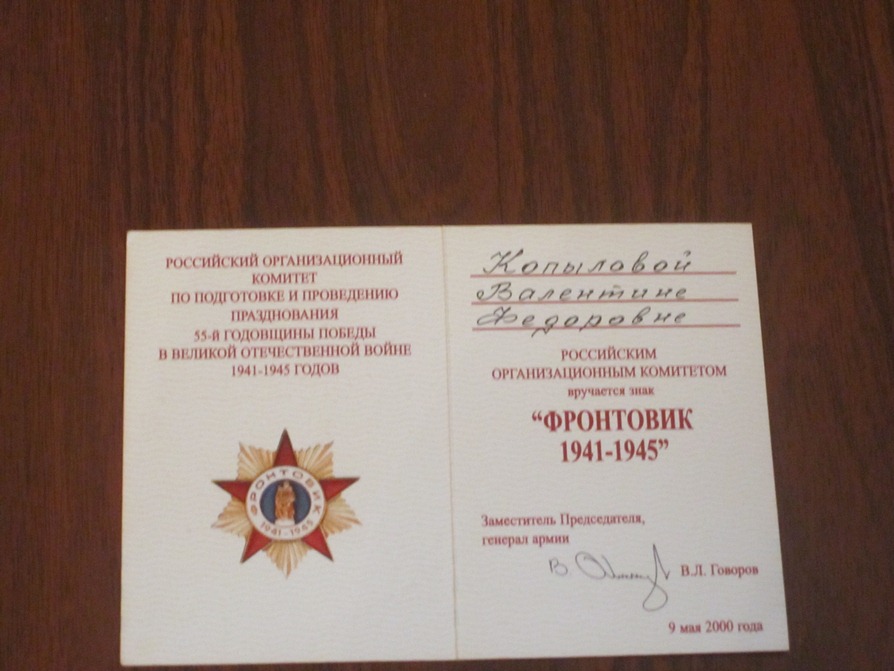 РОССИЙСКИЙ ОРГАНИЗАЦИОННЫЙ
КОМИТЕТ
ПО ПОДГОТОВКЕ И ПРОВЕДЕНИЮ
ПРАЗДНОВАНИЯ
55-Й ГОДОВЩИНЫ ПОБЕДЫ
В ВЕЛИКОЙ ОТЕЧЕСТВЕННОЙ ВОЙНЕ
1941-1945 ГОДОВ
ФРОНТОВИК
1941-1945
Копыловой
Валентине
Федоровне
РОССИЙСКИМ
ОРГАНИЗАЦИОННЫМ КОМИТЕТОМ
вручается знак
“ФРОНТОВИК
1941-1945”
Заместитель Председателя,
генерал армии
В.Л. Говоров
9 мая 2000 года